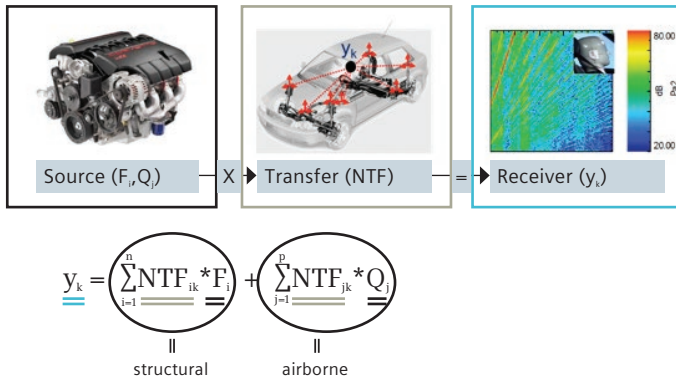 yk
80.00
dB
Pa2
20.00
Source (Fi,Qj) X Transfer (NTF) = Receiver (yk)
n p
yk = ∑NTFik*Fi + ∑NTFjk*Qj
i=1 j=1
|| ||
structural airborne